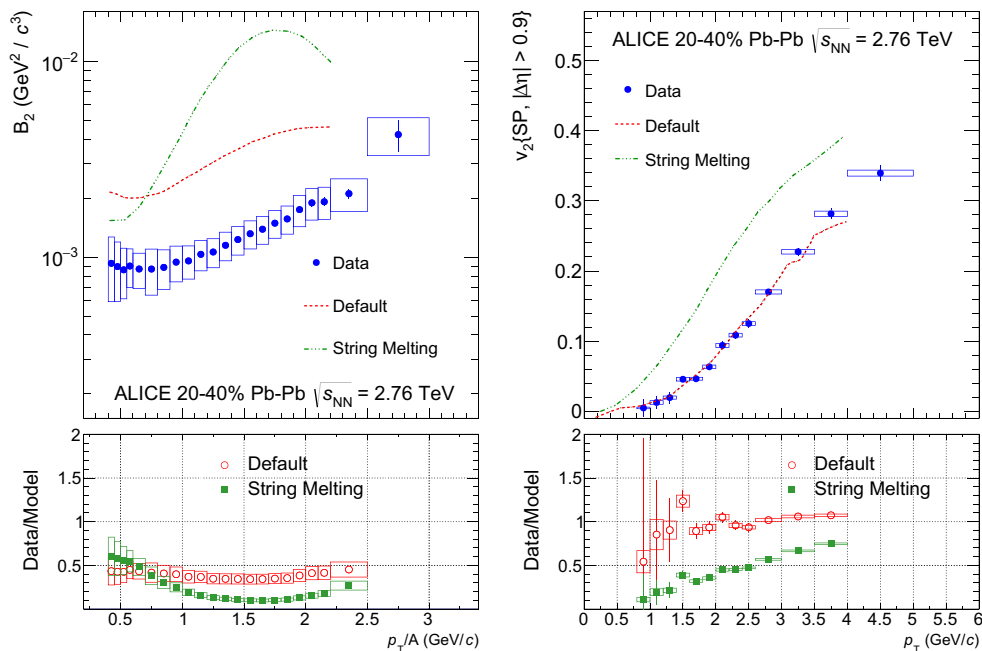 B₂ (GeV² / c³)
10⁻²
10⁻³
Data
Default
String Melting
ALICE 20-40% Pb-Pb √sNN = 2.76 TeV
Data/Model
2
1.5
1
0.5
Default
String Melting
0.5 1 1.5 2 2.5 3
pT/A (GeV/c)
v₂{SP, |Δη| > 0.9}
ALICE 20-40% Pb-Pb √sNN = 2.76 TeV
0.5
0.4
0.3
0.2
0.1
0
Data
Default
String Melting
Data/Model
2
1.5
1
0.5
Default
String Melting
0 0.5 1 1.5 2 2.5 3 3.5 4 4.5 5 5.5 6
pT (GeV/c)